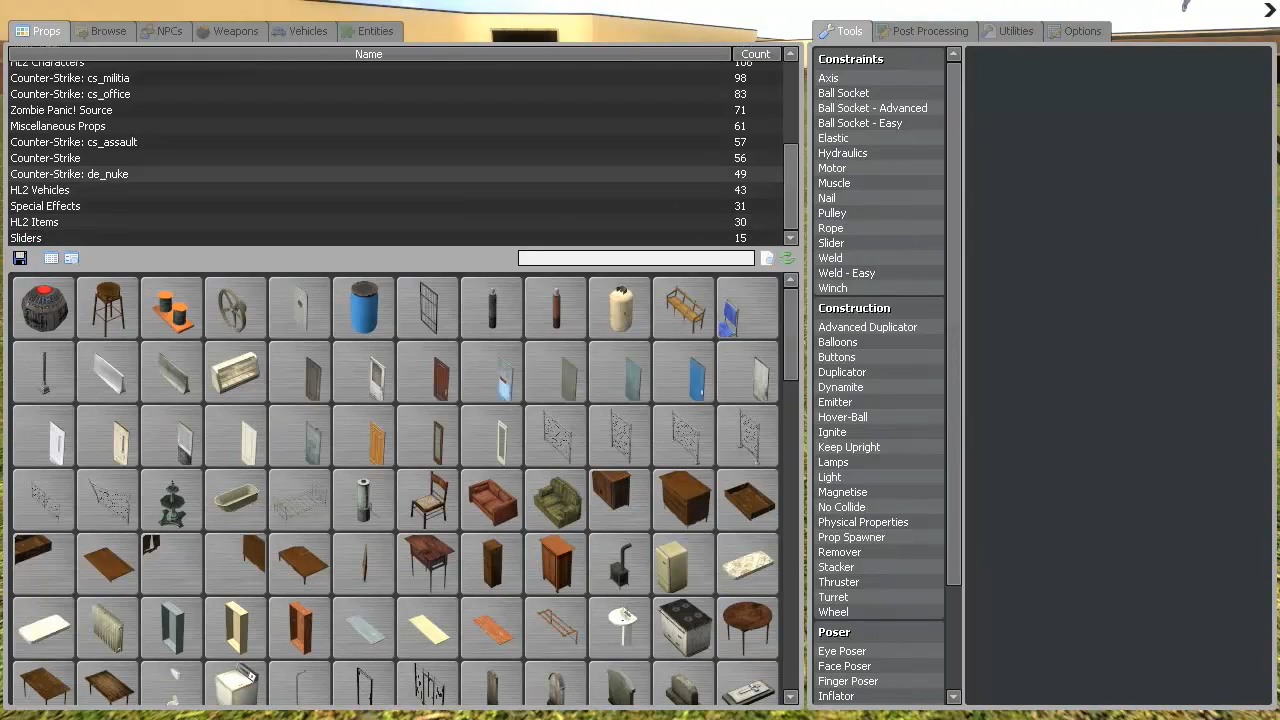 Props Browse NPCs Weapons Vehicles Entities
Name Count
HL2 Characters 108
Counter-Strike: cs_militia 98
Counter-Strike: cs_office 83
Zombie Panic! Source 71
Miscellaneous Props 61
Counter-Strike: cs_assault 57
Counter-Strike 56
Counter-Strike: de_nuke 49
HL2 Vehicles 43
Special Effects 31
HL2 Items 30
Sliders 15
Tools Post Processing Utilities Options
Constraints
Axis
Ball Socket
Ball Socket - Advanced
Ball Socket - Easy
Elastic
Hydraulics
Motor
Muscle
Nail
Pulley
Rope
Slider
Weld
Weld - Easy
Winch
Construction
Advanced Duplicator
Balloons
Buttons
Duplicator
Dynamite
Emitter
Hover-Ball
Ignite
Keep Upright
Lamps
Light
Magnetise
No Collide
Physical Properties
Prop Spawner
Remover
Stacker
Thruster
Turret
Wheel
Poser
Eye Poser
Face Poser
Finger Poser
Inflator